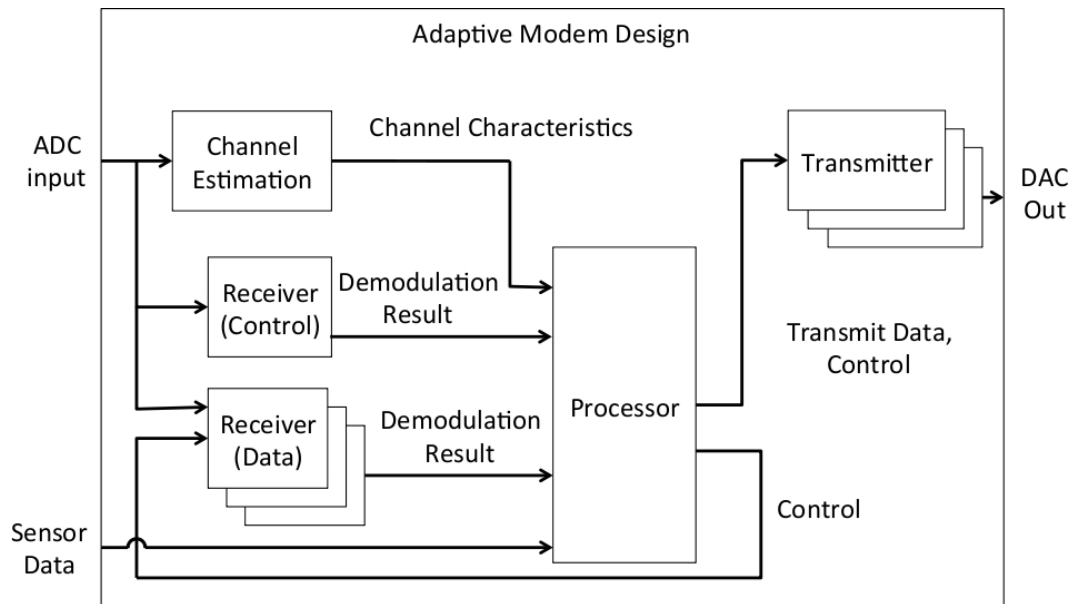 Adaptive Modem Design
ADC
input
Channel
Estimation
Channel Characteristics
Transmitter
DAC
Out
Receiver
(Control)
Demodulation
Result
Processor
Transmit Data,
Control
Receiver
(Data)
Demodulation
Result
Control
Sensor
Data